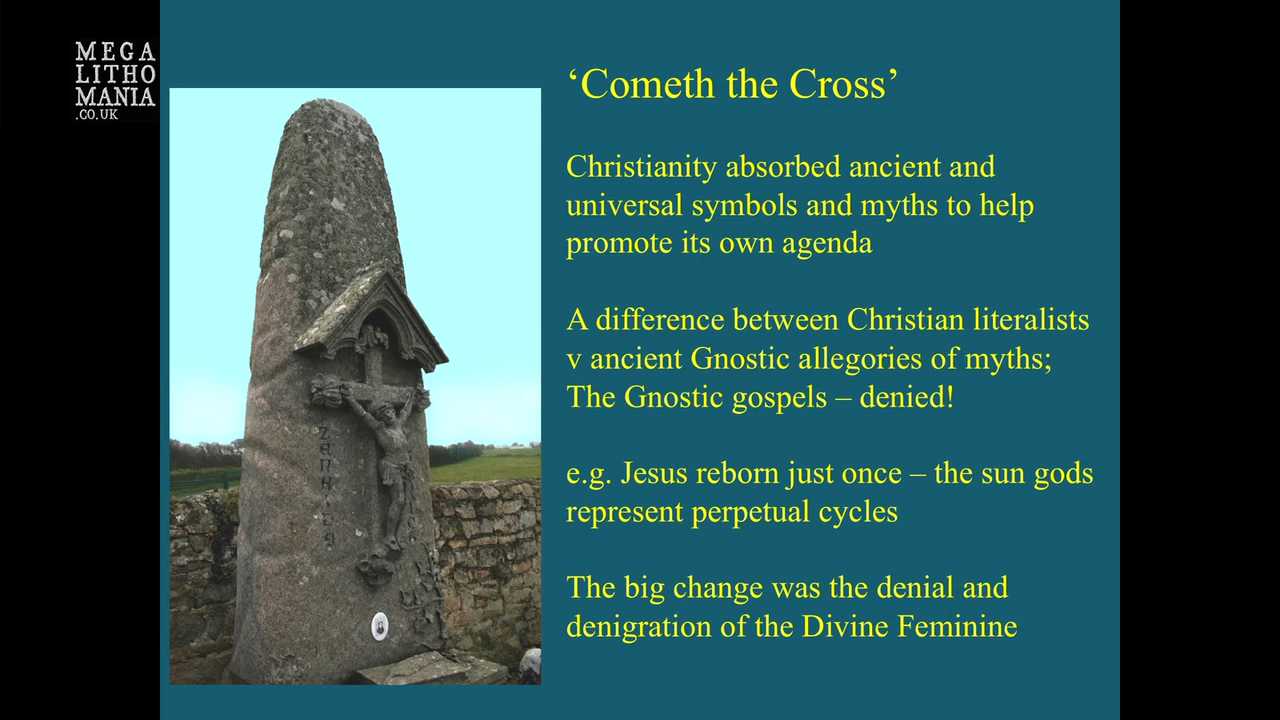 MEGA
LITHO
MANIA
.CO.UK
‘Cometh the Cross’
Christianity absorbed ancient and
universal symbols and myths to help
promote its own agenda
A difference between Christian literalists
v ancient Gnostic allegories of myths;
The Gnostic gospels – denied!
e.g. Jesus reborn just once – the sun gods
represent perpetual cycles
The big change was the denial and
denigration of the Divine Feminine